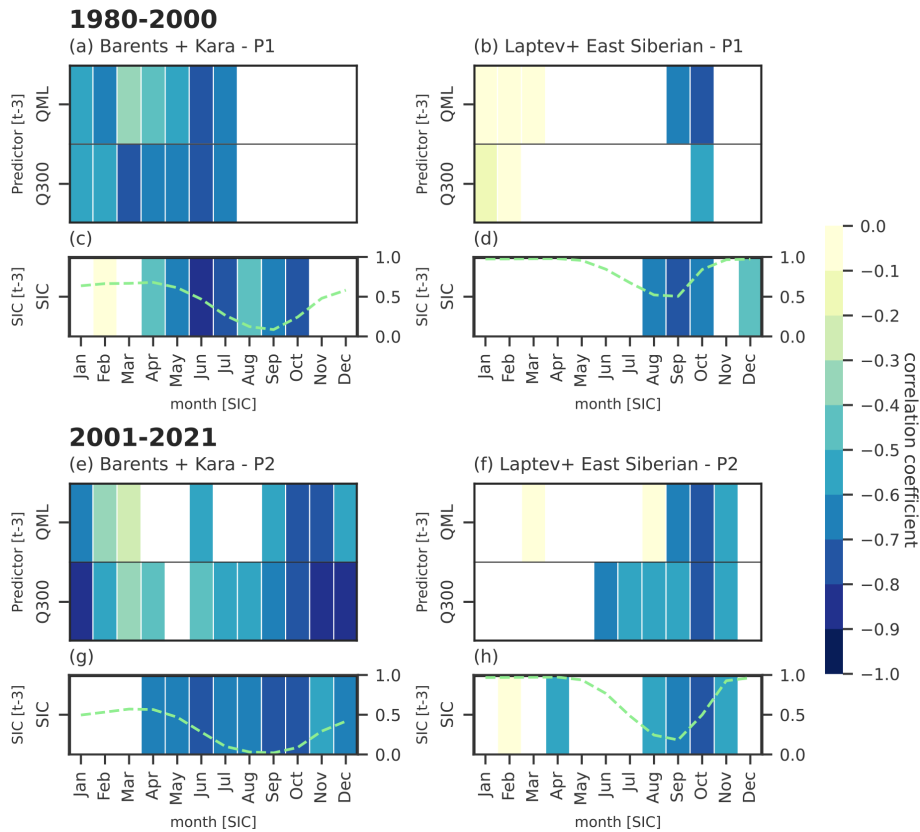 1980-2000
(a) Barents + Kara - P1
(b) Laptev+ East Siberian - P1
Predictor [t-3]
QML
Q300
Predictor [t-3]
QML
Q300
(c)
(d)
SIC [t-3]
SIC
1.0
0.5
0.0
SIC [t-3]
SIC
1.0
0.5
0.0
Jan Feb Mar Apr May Jun Jul Aug Sep Oct Nov Dec
Jan Feb Mar Apr May Jun Jul Aug Sep Oct Nov Dec
month [SIC]
month [SIC]
2001-2021
(e) Barents + Kara - P2
(f) Laptev+ East Siberian - P2
Predictor [t-3]
QML
Q300
Predictor [t-3]
QML
Q300
(g)
(h)
SIC [t-3]
SIC
1.0
0.5
0.0
SIC [t-3]
SIC
1.0
0.5
0.0
Jan Feb Mar Apr May Jun Jul Aug Sep Oct Nov Dec
Jan Feb Mar Apr May Jun Jul Aug Sep Oct Nov Dec
month [SIC]
month [SIC]
0.0
−0.1
−0.2
−0.3
−0.4
−0.5
−0.6
−0.7
−0.8
−0.9
−1.0
correlation coefficient